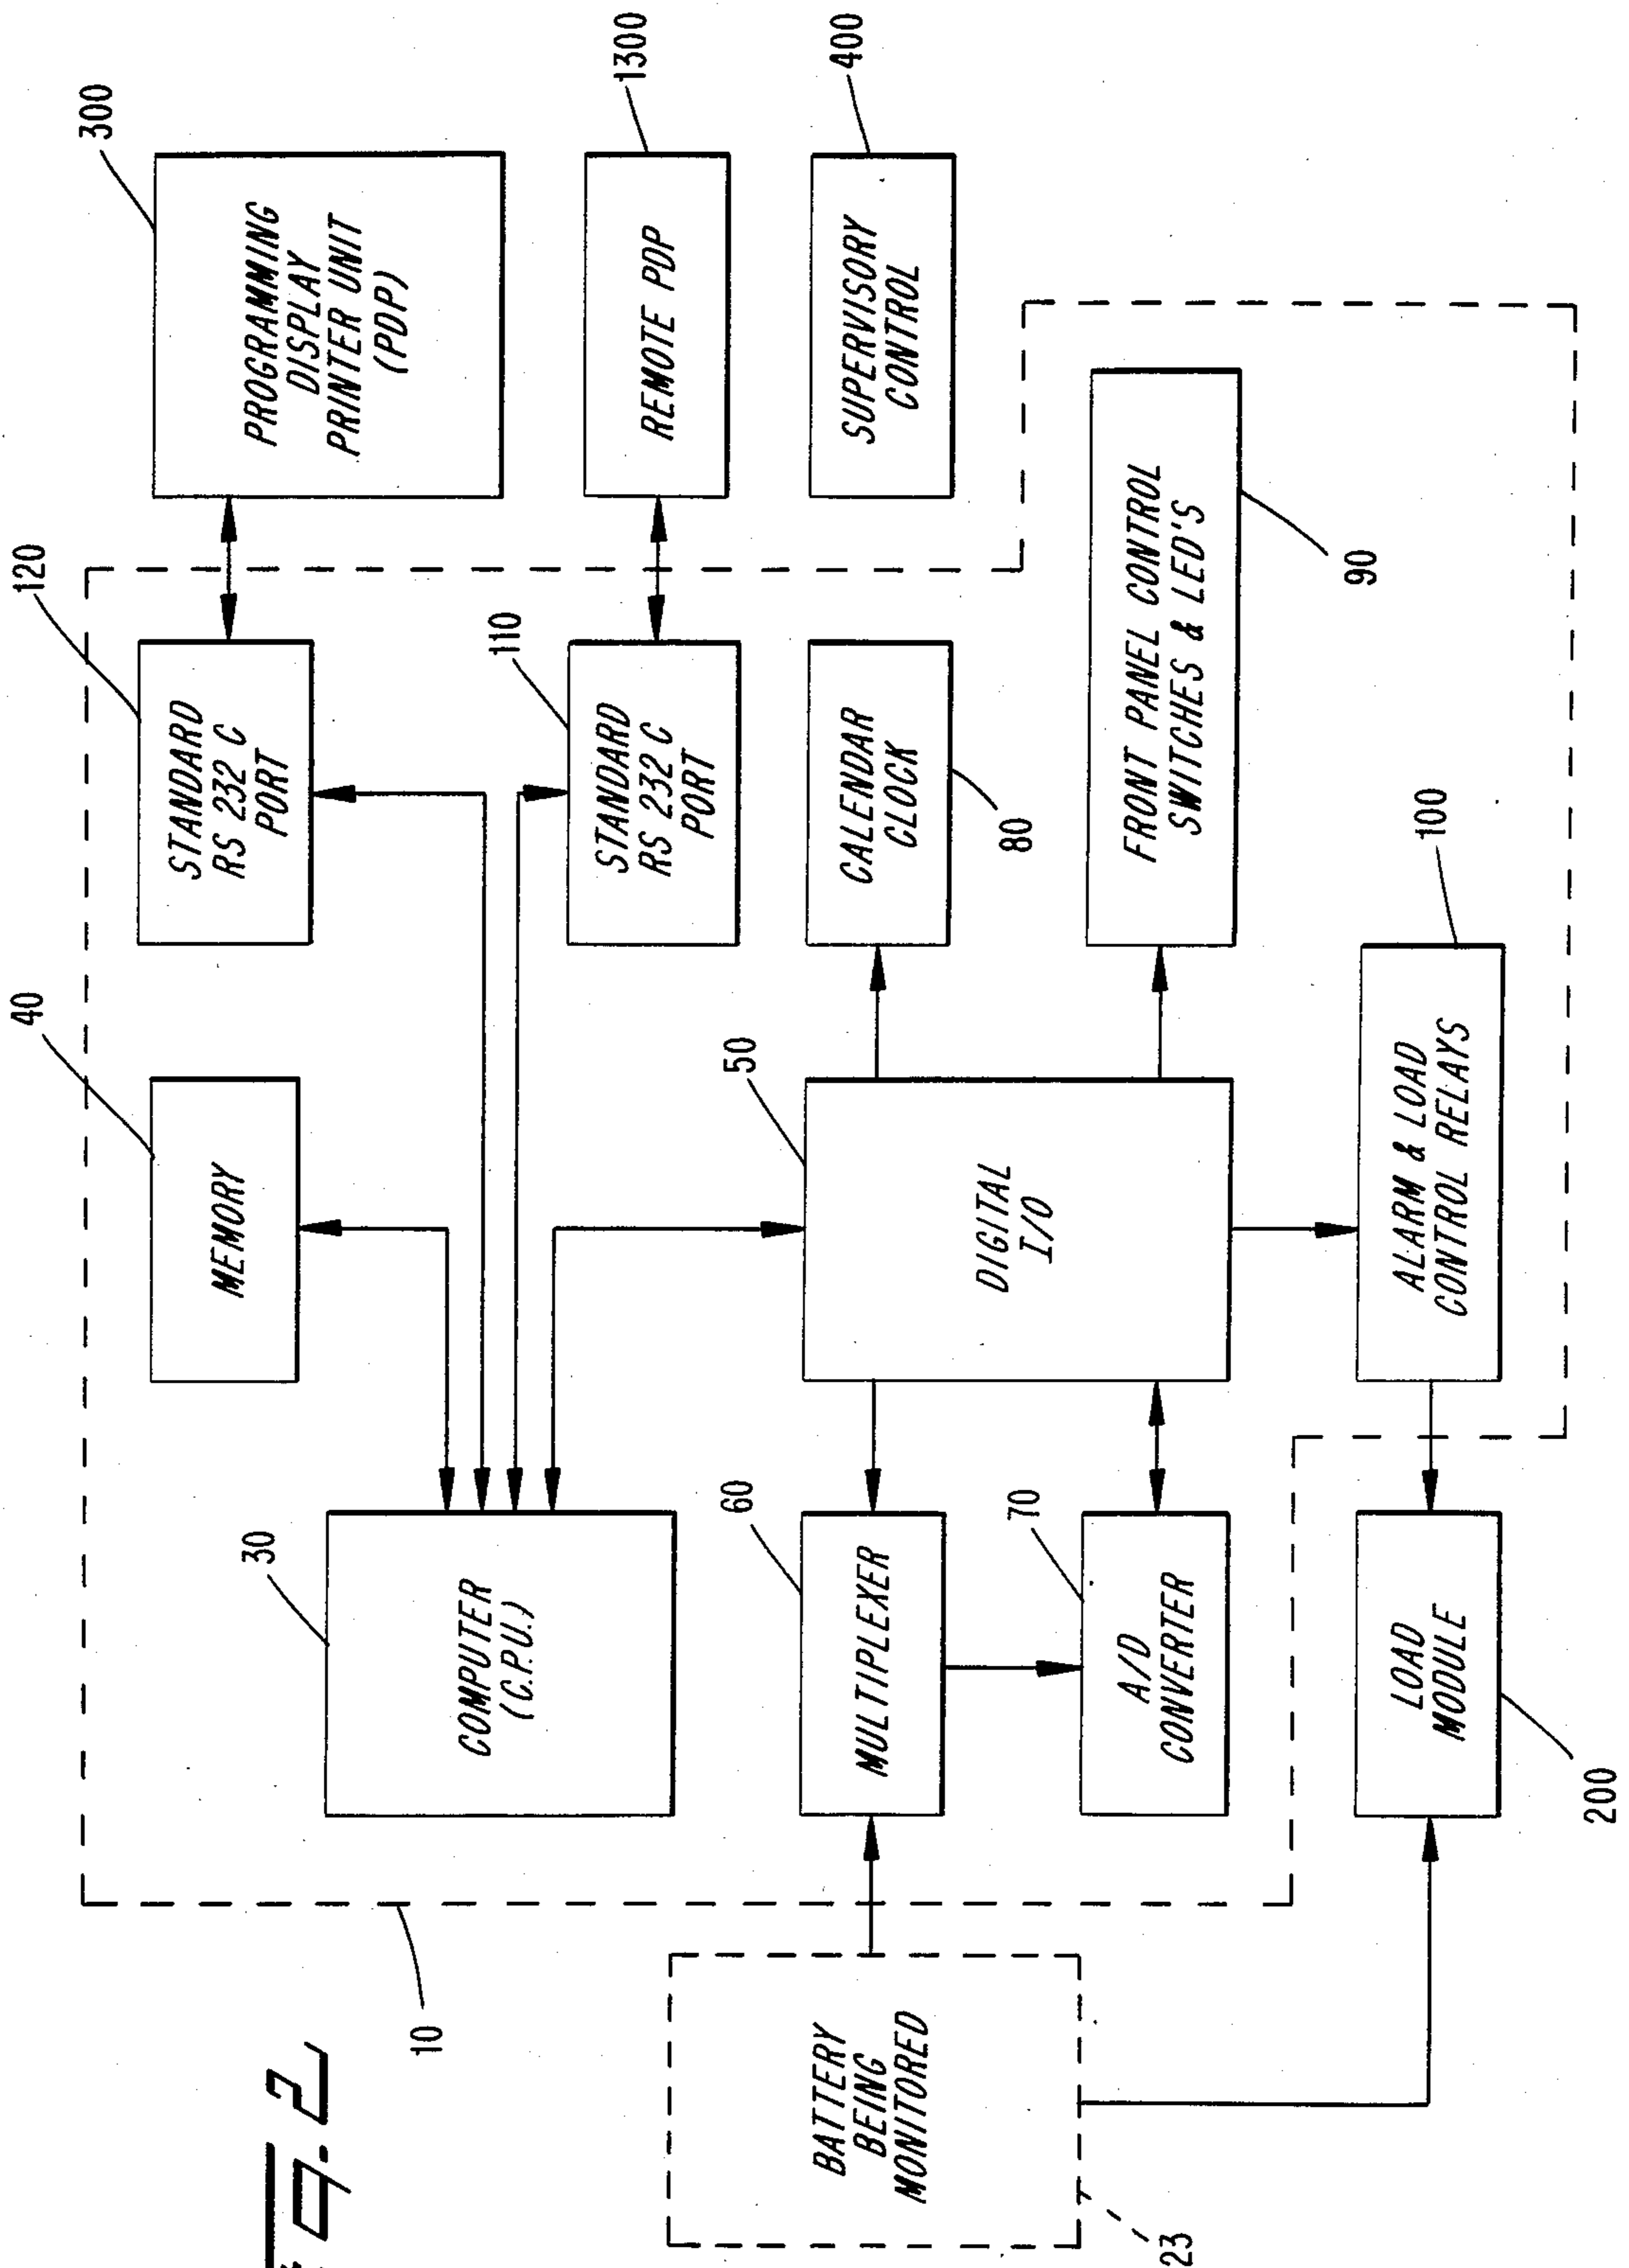 Fig. 2
10
30
COMPUTER
(C.P.U.)
40
MEMORY
120
STANDARD
RS 232 C
PORT
300
PROGRAMMING
DISPLAY
PRINTER UNIT
(PDP)
110
STANDARD
RS 232 C
PORT
1300
REMOTE PDP
BATTERY
BEING
MONITORED
23
60
MULTIPLEXER
50
DIGITAL
I/O
CALENDAR
CLOCK
80
400
SUPERVISORY
CONTROL
70
A/D
CONVERTER
FRONT PANEL CONTROL
SWITCHES & LED'S
90
LOAD
MODULE
200
100
ALARM & LOAD
CONTROL RELAYS